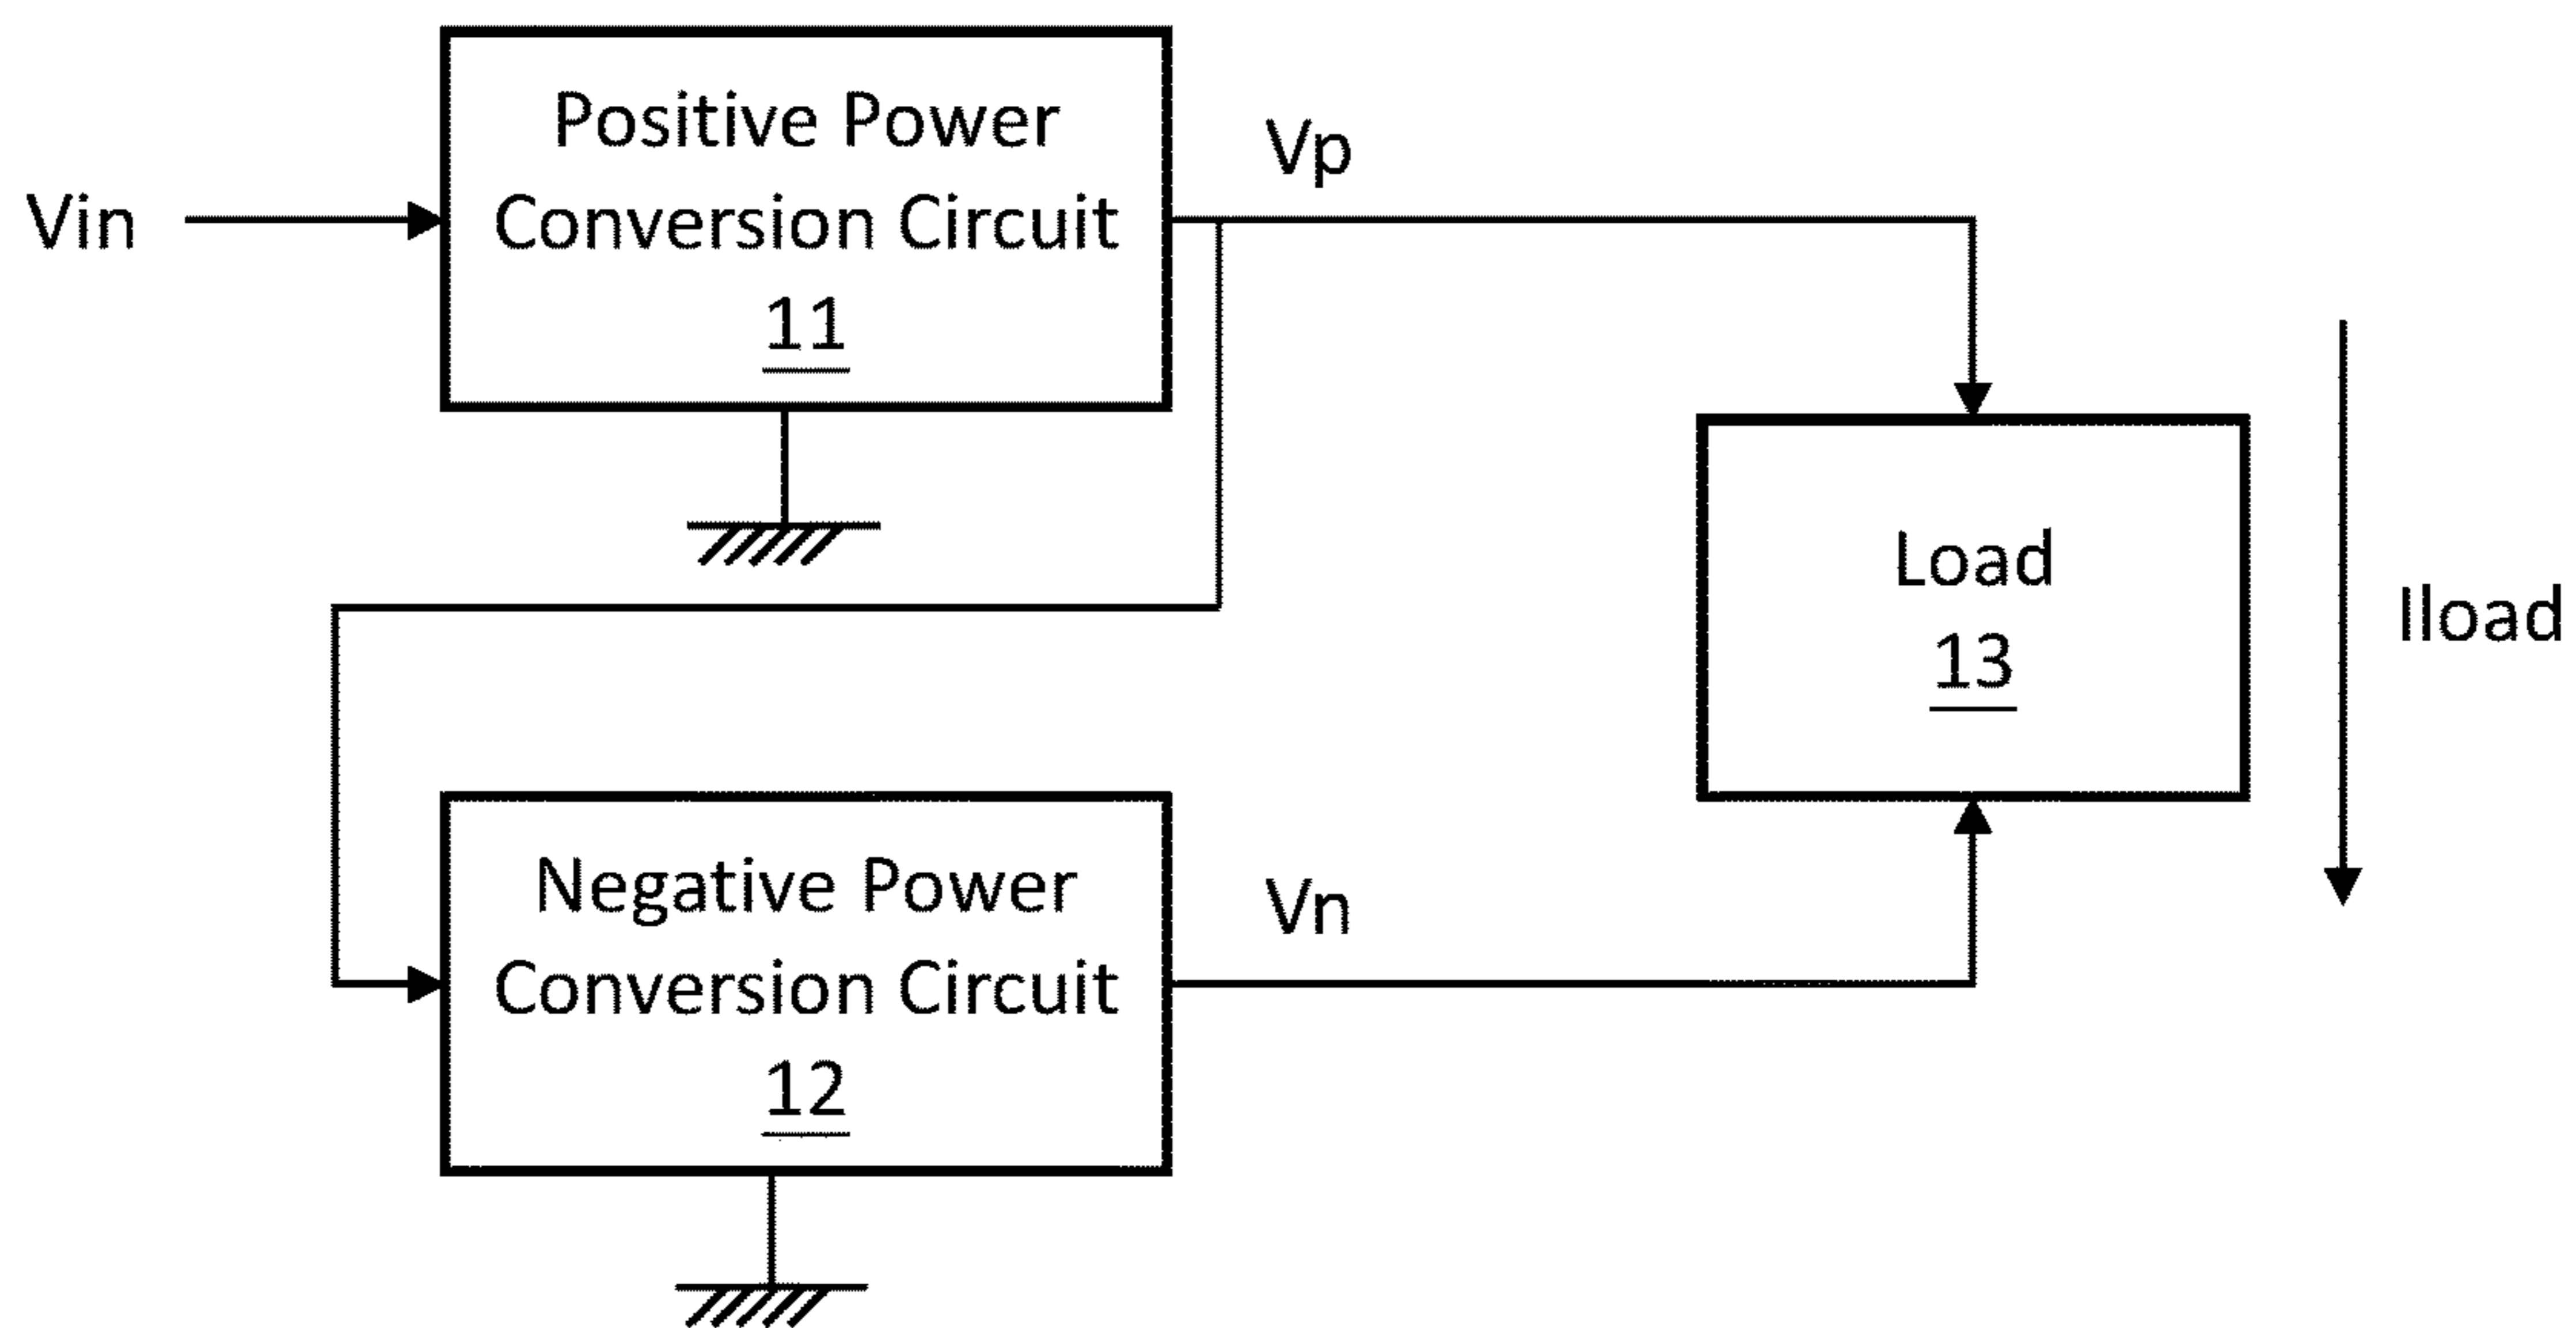 Positive Power
Conversion Circuit
11
Vin
Vp
Load
13
Iload
Negative Power
Conversion Circuit
12
Vn